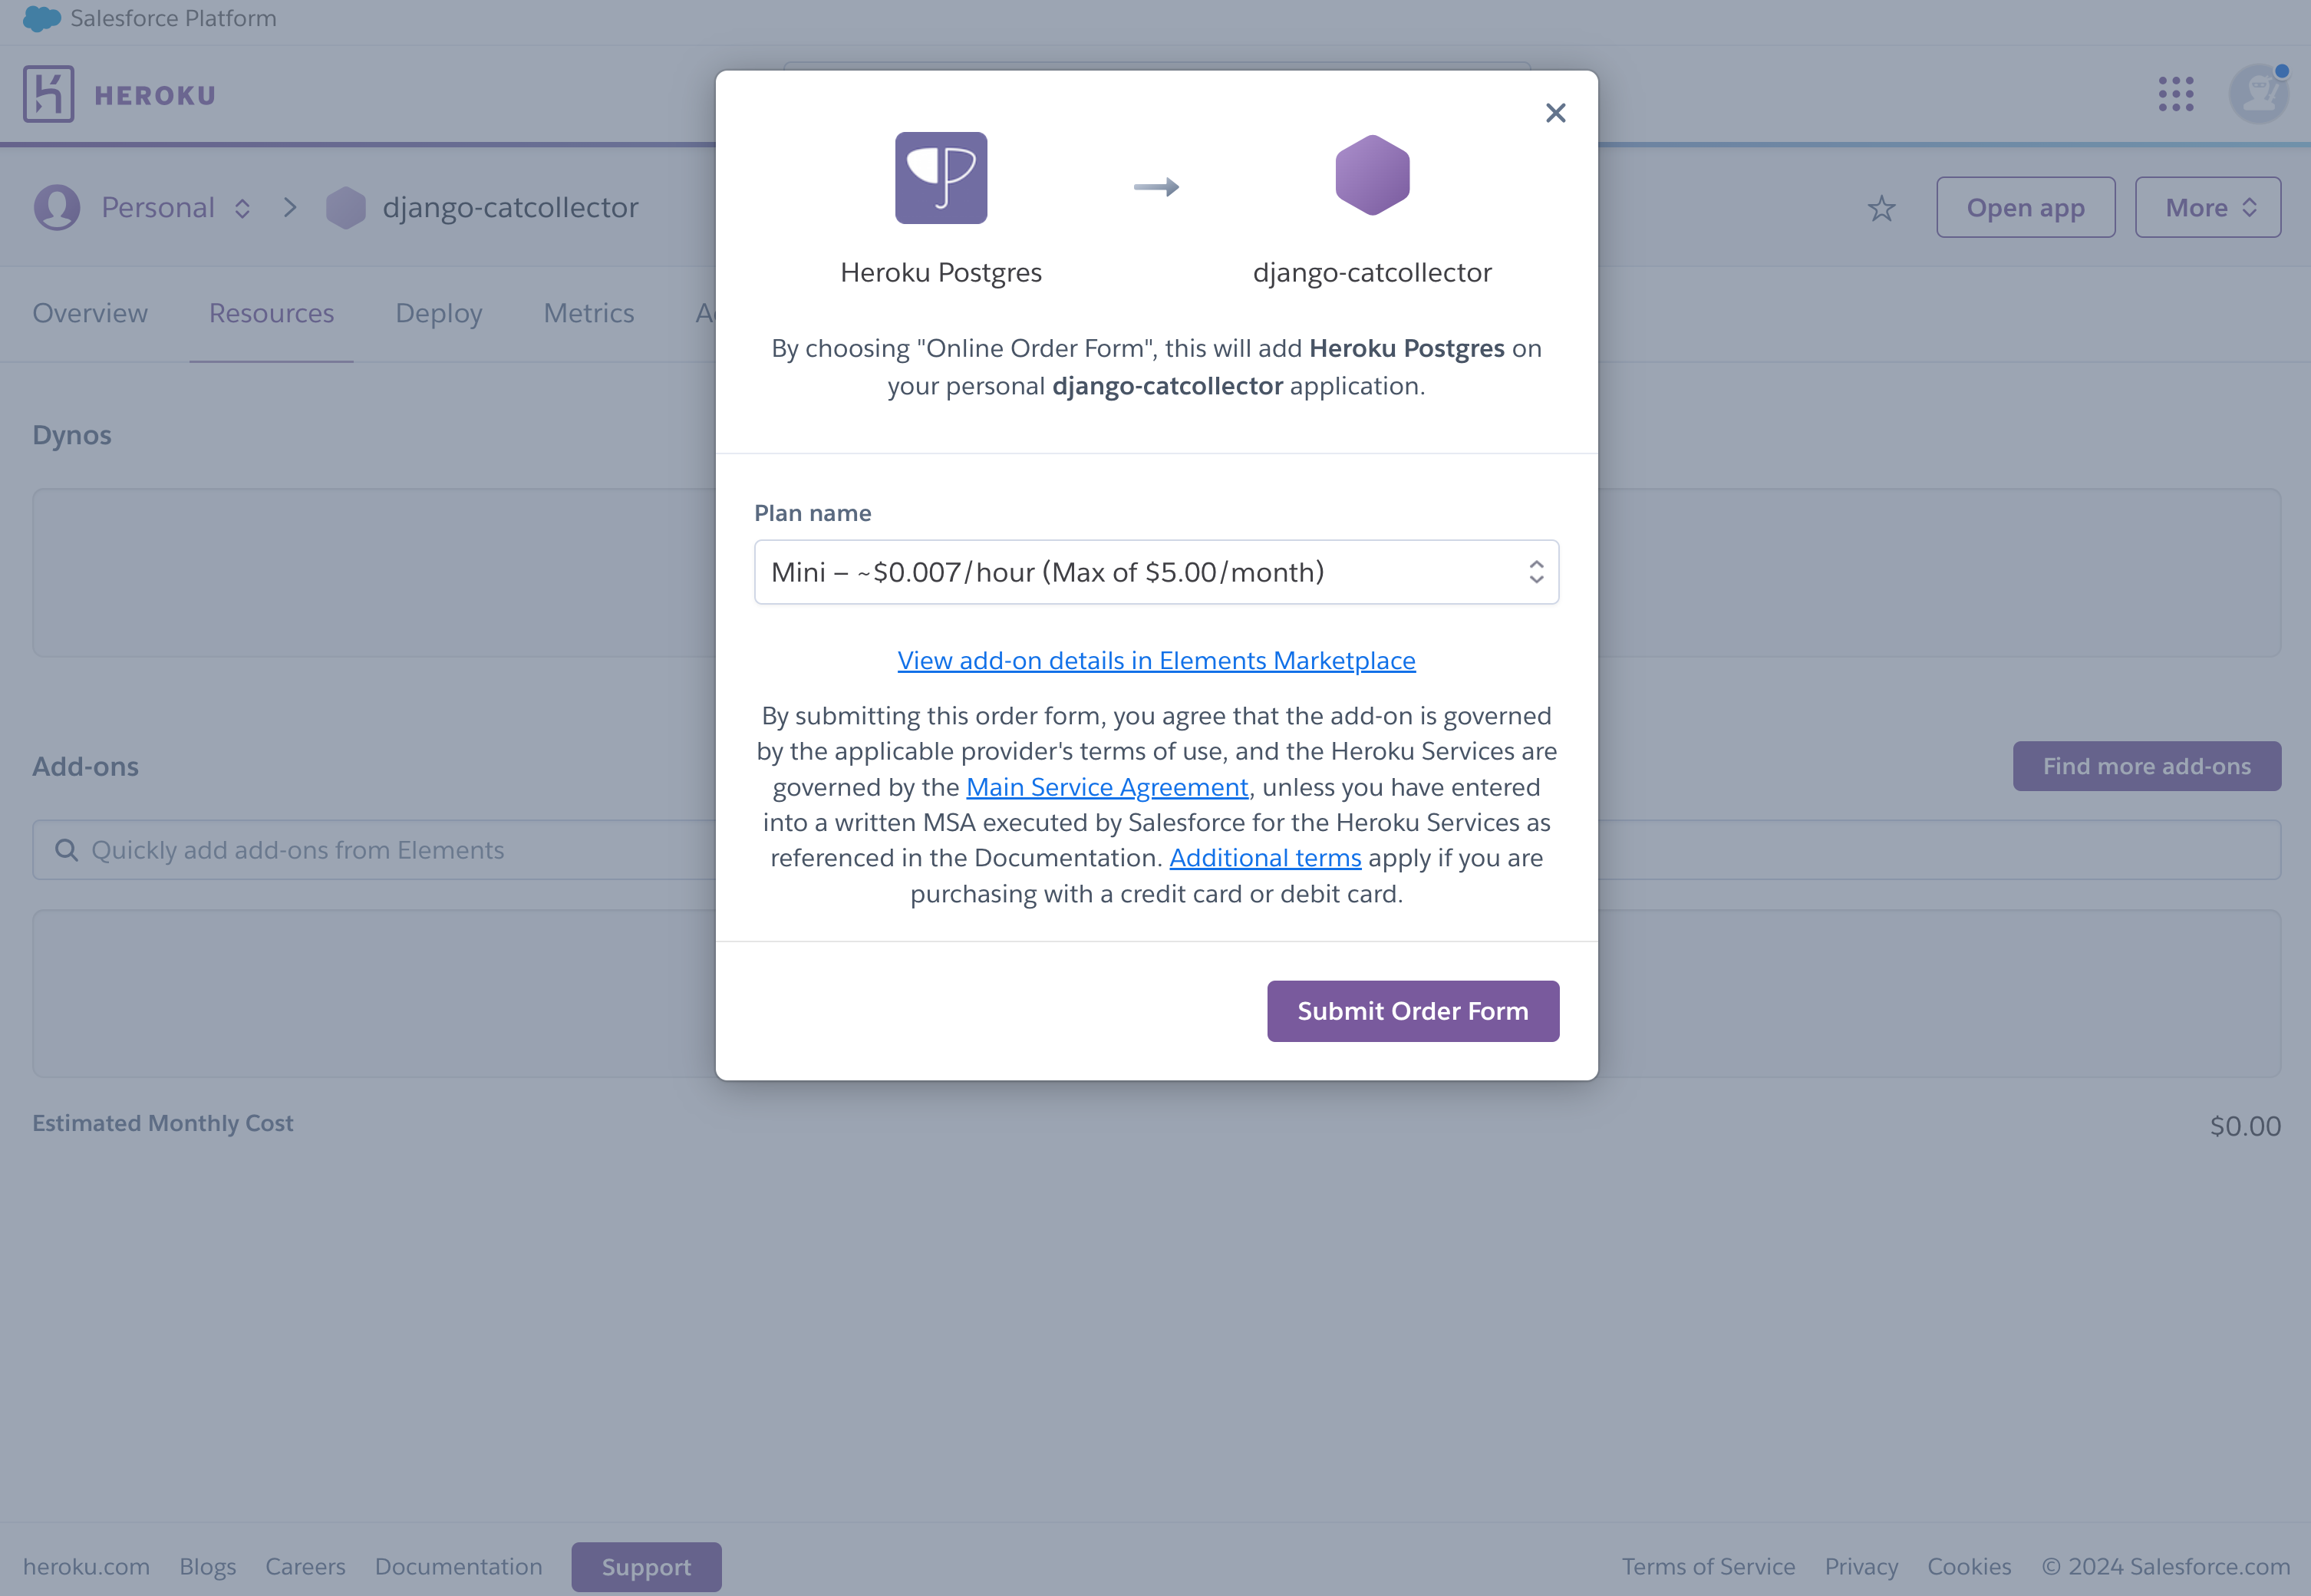 Salesforce Platform
HEROKU
Personal
django-catcollector
Open app
More
Overview
Resources
Deploy
Metrics
Heroku Postgres
django-catcollector
By choosing "Online Order Form", this will add Heroku Postgres on
your personal django-catcollector application.
Dynos
Plan name
Mini – ~$0.007/hour (Max of $5.00/month)
View add-on details in Elements Marketplace
By submitting this order form, you agree that the add-on is governed
by the applicable provider's terms of use, and the Heroku Services are
governed by the Main Service Agreement, unless you have entered
into a written MSA executed by Salesforce for the Heroku Services as
referenced in the Documentation. Additional terms apply if you are
purchasing with a credit card or debit card.
Submit Order Form
Add-ons
Find more add-ons
Quickly add add-ons from Elements
Estimated Monthly Cost
$0.00
heroku.com
Blogs
Careers
Documentation
Support
Terms of Service
Privacy
Cookies
© 2024 Salesforce.com